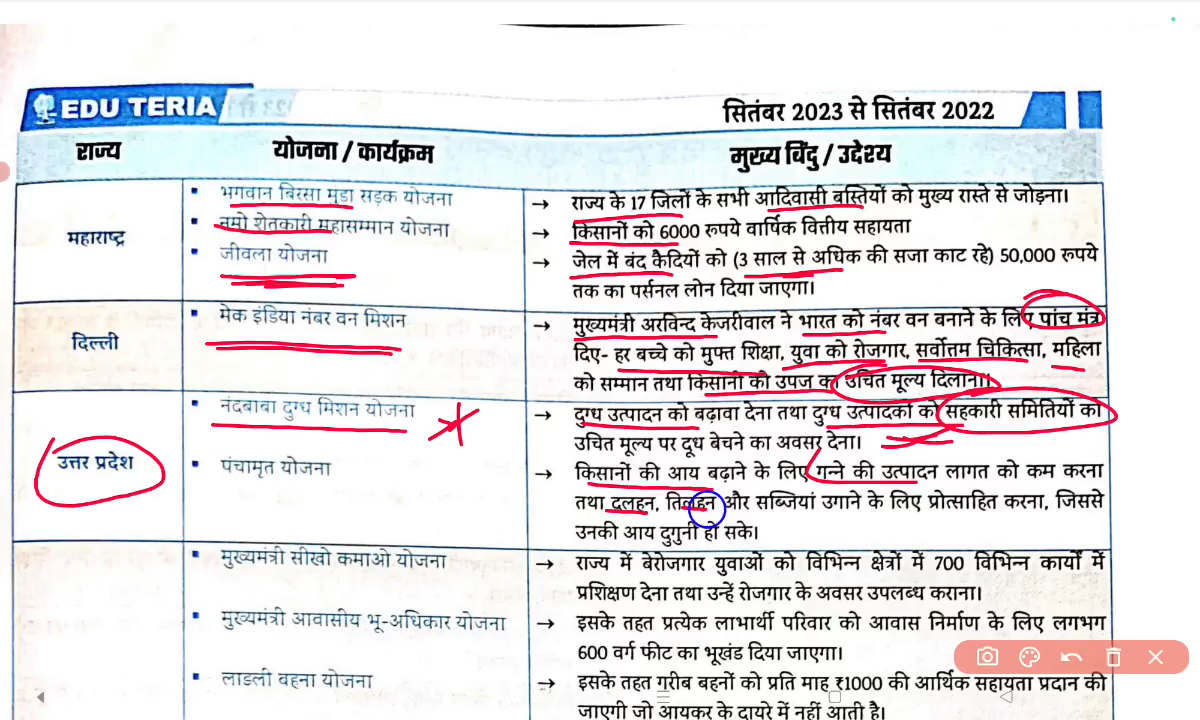 EDU TERIA
सितंबर 2023 से सितंबर 2022
राज्य योजना / कार्यक्रम मुख्य विंदु / उदेश्य
महाराष्ट्र
भगवान बिरसा मुंडा सड़क योजना
नमो शेतकारी महासम्मान योजना
जीवला योजना
→ राज्य के 17 जिलों के सभी आदिवासी बस्तियों को मुख्य रास्ते से जोड़ना।
→ किसानों को 6000 रूपये वार्षिक वित्तीय सहायता
→ जेल में बंद कैदियों को (3 साल से अधिक की सजा काट रहे) 50,000 रूपये
तक का पर्सनल लोन दिया जाएगा।
दिल्ली
मेक इंडिया नंबर वन मिशन
→ मुख्यमंत्री अरविन्द केजरीवाल ने भारत को नंबर वन बनाने के लिए पांच मंत्र
दिए- हर बच्चे को मुफ्त शिक्षा, युवा को रोजगार, सर्वोतम चिकित्सा, महिला
को सम्मान तथा किसानों को उपज का उचित मूल्य दिलाना।
उत्तर प्रदेश
नंदबाबा दुग्ध मिशन योजना
→ दुग्ध उत्पादन को बढ़ावा देना तथा दुग्ध उत्पादकों को सहकारी समितियों को
उचित मूल्य पर दूध बेचने का अवसर देना।
पंचामृत योजना
→ किसानों की आय बढ़ाने के लिए गन्ने की उत्पादन लागत को कम करना
तथा दलहन, तिलहन और सब्जियां उगाने के लिए प्रोत्साहित करना, जिससे
उनकी आय दुगुनी हो सके।
मुख्यमंत्री सीखो कमाओ योजना
→ राज्य में बेरोजगार युवाओं को विभिन्न क्षेत्रों में 700 विभिन्न कार्यों में
प्रशिक्षण देना तथा उन्हें रोजगार के अवसर उपलब्ध कराना।
मुख्यमंत्री आवासीय भू-अधिकार योजना
→ इसके तहत प्रत्येक लाभार्थी परिवार को आवास निर्माण के लिए लगभग
600 वर्ग फीट का भूखंड दिया जाएगा।
लाडली बहना योजना
→ इसके तहत गरीब बहनों को प्रति माह ₹1000 की आर्थिक सहायता प्रदान की
जाएगी जो आयकर के दायरे में नहीं आती है।